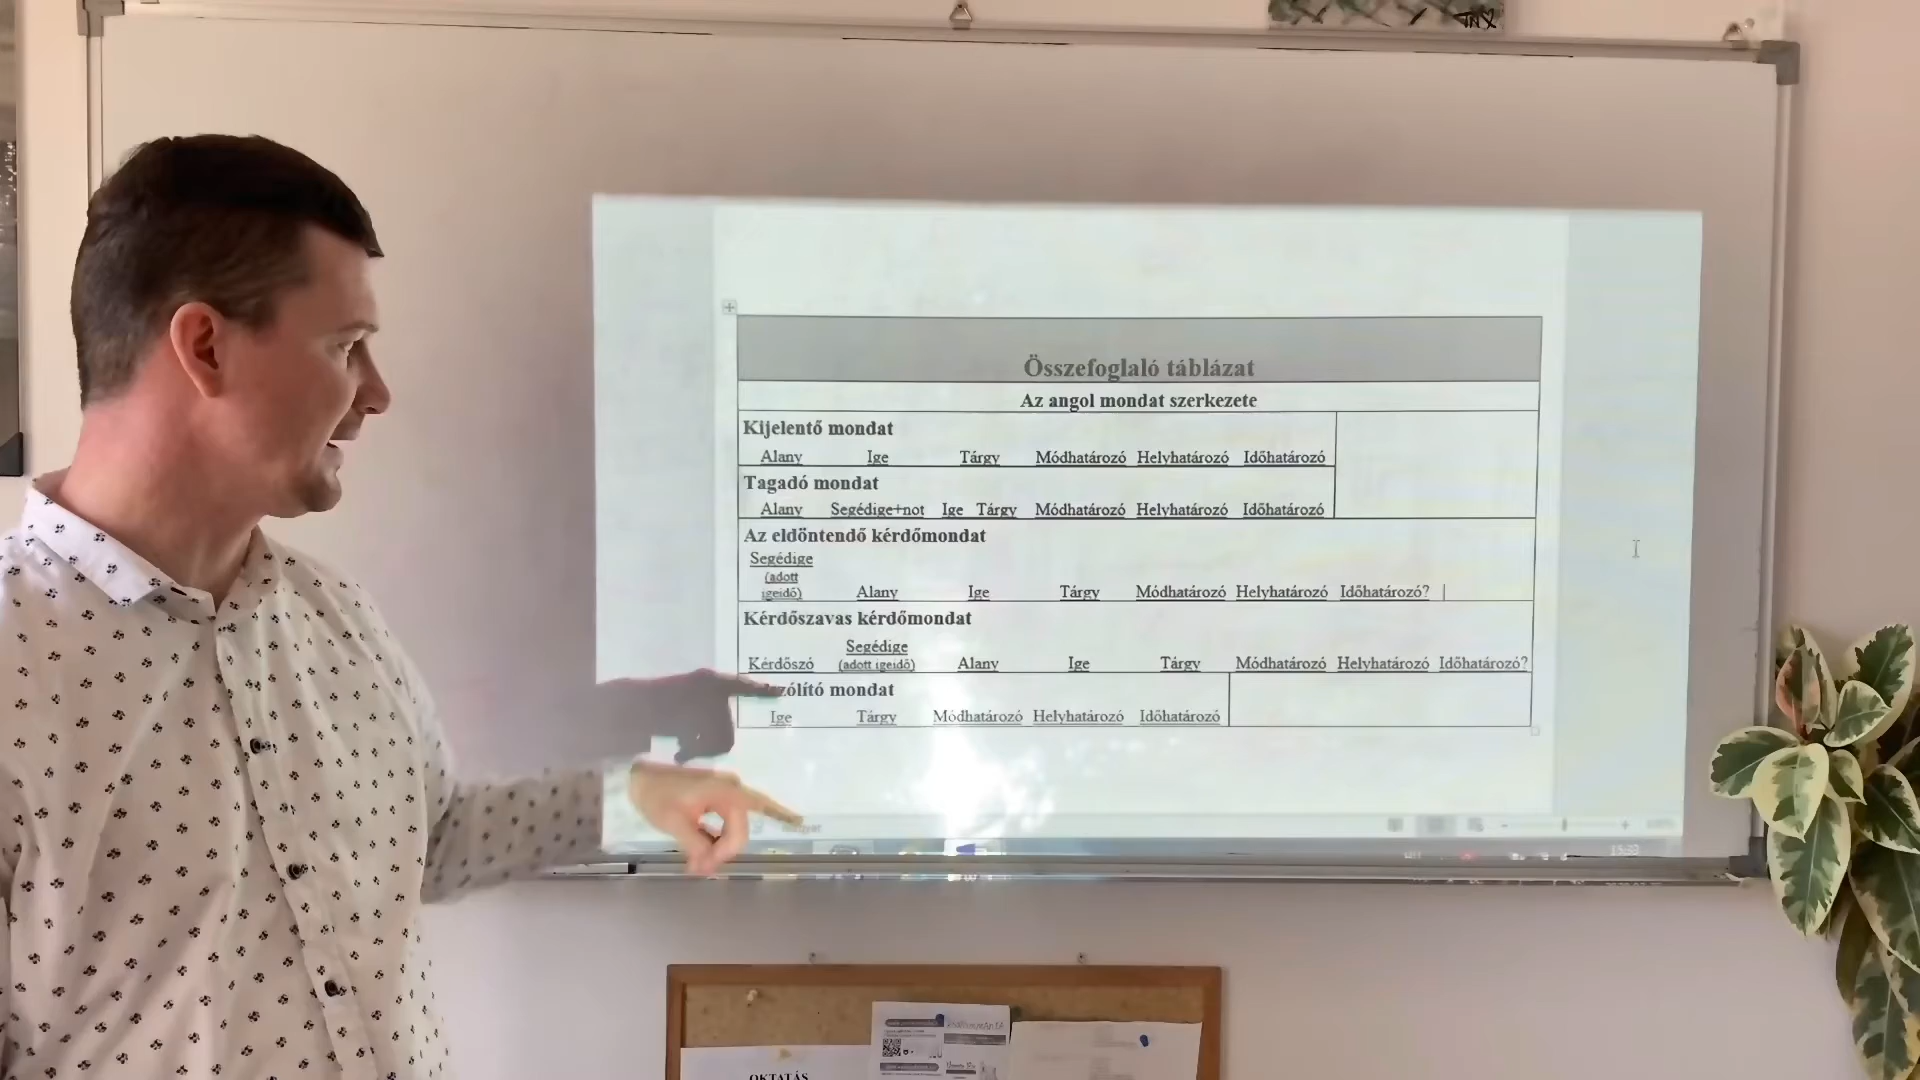 Összefoglaló táblázat
Az angol mondat szerkezete
Kijelentő mondat
Alany Ige Tárgy Módhatározó Helyhatározó Időhatározó
Tagadó mondat
Alany Segédige+not Ige Tárgy Módhatározó Helyhatározó Időhatározó
Az eldöntendő kérdőmondat
Segédige
(adott
igeidő) Alany Ige Tárgy Módhatározó Helyhatározó Időhatározó?
Kérdőszavas kérdőmondat
Segédige
Kérdőszó (adott igeidő) Alany Ige Tárgy Módhatározó Helyhatározó Időhatározó?
mondat
Ige Tárgy Módhatározó Helyhatározó Időhatározó
OKTATÁS